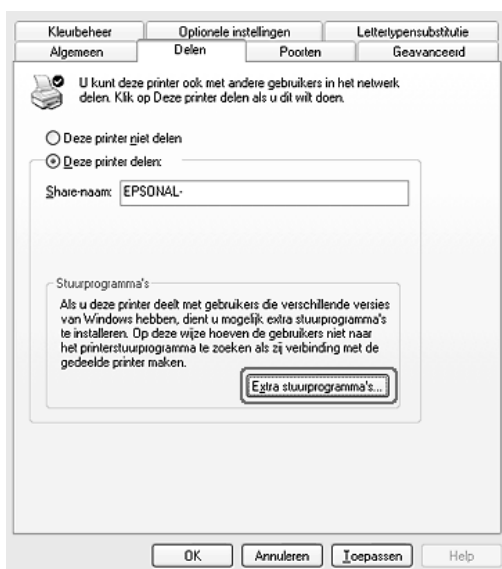 Kleurbeheer Optionele instellingen Lettertypensubstitutie
Algemeen Delen Poorten Geavanceerd
U kunt deze printer ook met andere gebruikers in het netwerk
delen. Klik op Deze printer delen als u dit wilt doen.
Deze printer niet delen
Deze printer delen:
Share-naam: EPSONAL-
Stuurprogramma's
Als u deze printer deelt met gebruikers die verschillende versies
van Windows hebben, dient u mogelijk extra stuurprogramma's
te installeren. Op deze wijze hoeven de gebruikers niet naar
het printerstuurprogramma te zoeken als zij verbinding met de
gedeelde printer maken.
Extra stuurprogramma's...
OK Annuleren Toepassen Help